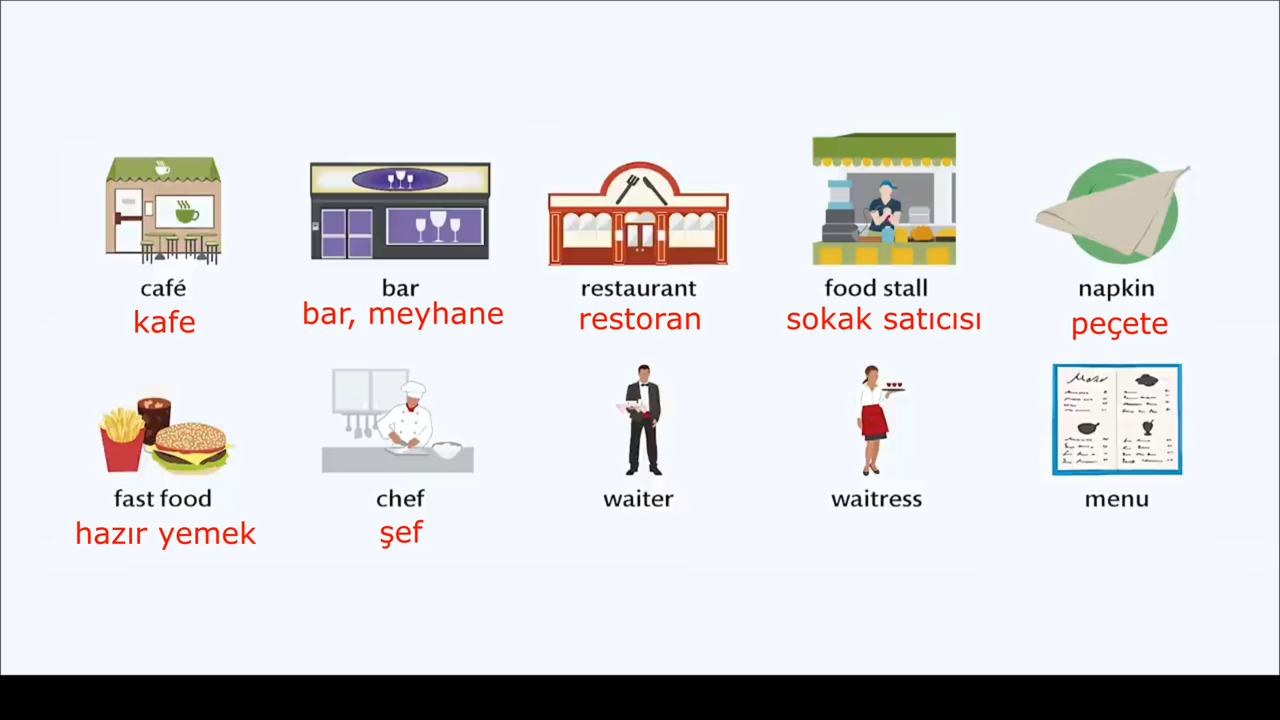 café
bar
restaurant
food stall
napkin
kafe
bar, meyhane
restoran
sokak satıcısı
peçete
fast food
chef
waiter
waitress
menu
hazır yemek
şef